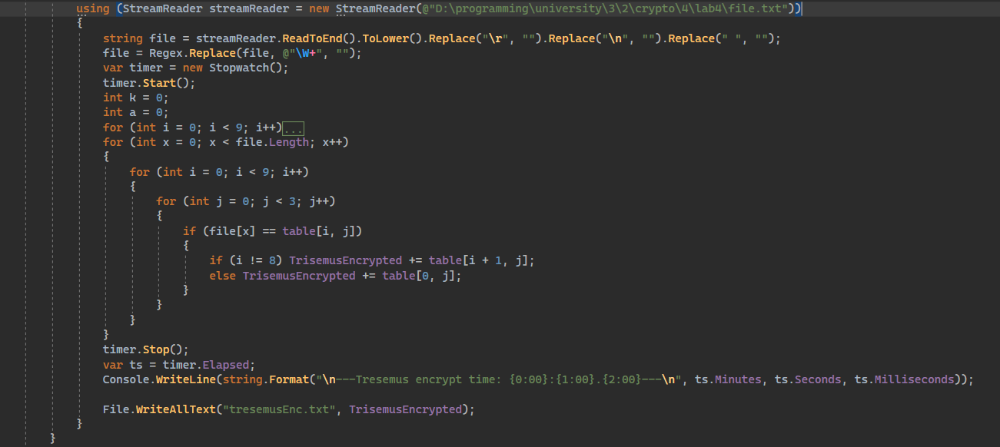 using (StreamReader streamReader = new StreamReader(@"D:\programming\university\3\2\crypto\4\lab4\file.txt"))
{
string file = streamReader.ReadToEnd().ToLower().Replace("\r", "").Replace("\n", "").Replace(" ", "");
file = Regex.Replace(file, @"\W+", "");
var timer = new Stopwatch();
timer.Start();
int k = 0;
int a = 0;
for (int i = 0; i < 9; i++)...
for (int x = 0; x < file.Length; x++)
{
for (int i = 0; i < 9; i++)
{
for (int j = 0; j < 3; j++)
{
if (file[x] == table[i, j])
{
if (i != 8) TrisemusEncrypted += table[i + 1, j];
else TrisemusEncrypted += table[0, j];
}
}
}
}
timer.Stop();
var ts = timer.Elapsed;
Console.WriteLine(string.Format("\n---Tresemus encrypt time: {0:00}:{1:00}.{2:00}---\n", ts.Minutes, ts.Seconds, ts.Milliseconds));
File.WriteAllText("tresemusEnc.txt", TrisemusEncrypted);
}
}